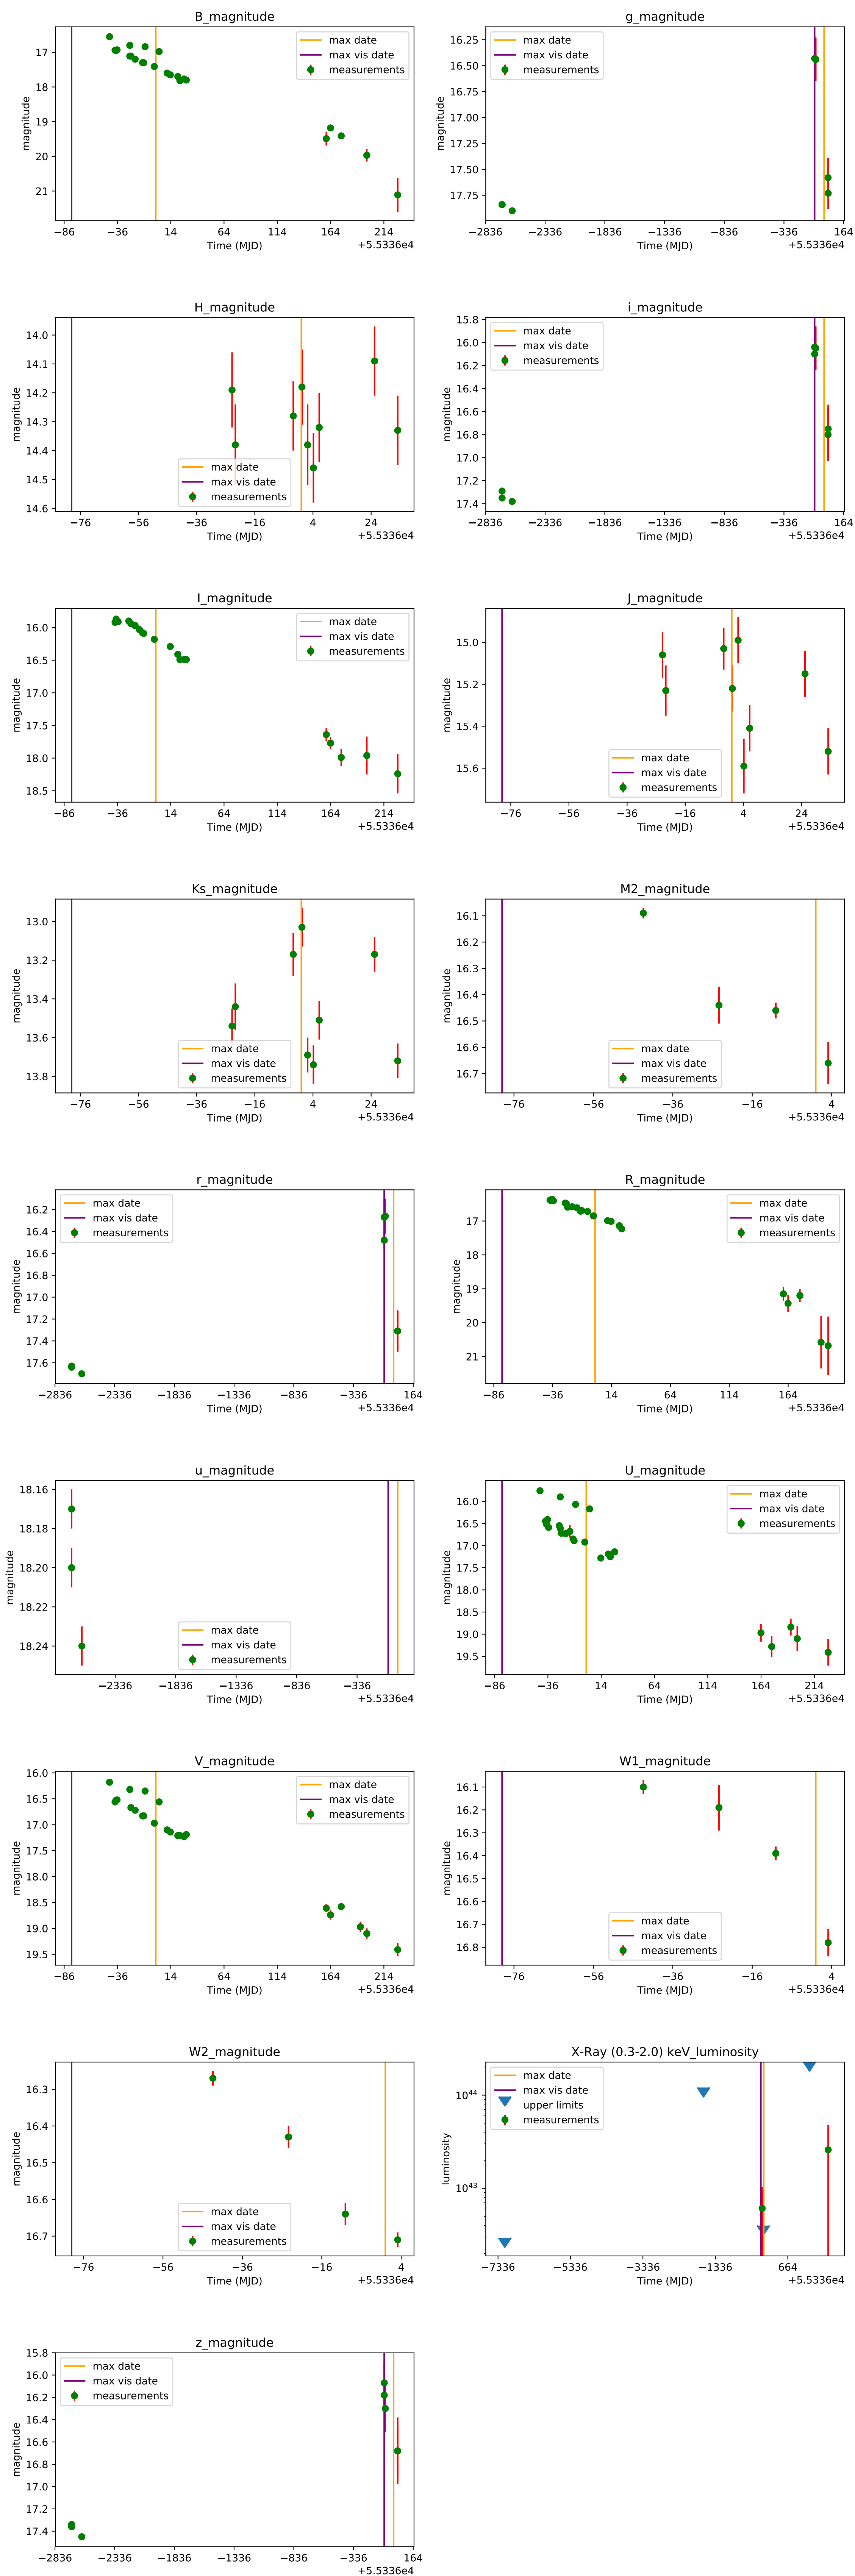 B_magnitude
magnitude
17
18
19
20
21
max date
max vis date
measurements
−86 −36 14 64 114 164 214
Time (MJD)
+5.5336e4
g_magnitude
magnitude
16.25
16.50
16.75
17.00
17.25
17.50
17.75
max date
max vis date
measurements
−2836 −2336 −1836 −1336 −836 −336 164
Time (MJD)
+5.5336e4
H_magnitude
magnitude
14.0
14.1
14.2
14.3
14.4
14.5
14.6
max date
max vis date
measurements
−76 −56 −36 −16 4 24
Time (MJD)
+5.5336e4
i_magnitude
magnitude
15.8
16.0
16.2
16.4
16.6
16.8
17.0
17.2
17.4
max date
max vis date
measurements
−2836 −2336 −1836 −1336 −836 −336 164
Time (MJD)
+5.5336e4
I_magnitude
magnitude
16.0
16.5
17.0
17.5
18.0
18.5
max date
max vis date
measurements
−86 −36 14 64 114 164 214
Time (MJD)
+5.5336e4
J_magnitude
magnitude
15.0
15.2
15.4
15.6
max date
max vis date
measurements
−76 −56 −36 −16 4 24
Time (MJD)
+5.5336e4
Ks_magnitude
magnitude
13.0
13.2
13.4
13.6
13.8
max date
max vis date
measurements
−76 −56 −36 −16 4 24
Time (MJD)
+5.5336e4
M2_magnitude
magnitude
16.1
16.2
16.3
16.4
16.5
16.6
16.7
max date
max vis date
measurements
−76 −56 −36 −16 4
Time (MJD)
+5.5336e4
r_magnitude
magnitude
16.2
16.4
16.6
16.8
17.0
17.2
17.4
17.6
max date
max vis date
measurements
−2836 −2336 −1836 −1336 −836 −336 164
Time (MJD)
+5.5336e4
R_magnitude
magnitude
17
18
19
20
21
max date
max vis date
measurements
−86 −36 14 64 114 164
Time (MJD)
+5.5336e4
u_magnitude
magnitude
18.16
18.18
18.20
18.22
18.24
max date
max vis date
measurements
−2336 −1836 −1336 −836 −336
Time (MJD)
+5.5336e4
U_magnitude
magnitude
16.0
16.5
17.0
17.5
18.0
18.5
19.0
19.5
max date
max vis date
measurements
−86 −36 14 64 114 164 214
Time (MJD)
+5.5336e4
V_magnitude
magnitude
16.0
16.5
17.0
17.5
18.0
18.5
19.0
19.5
max date
max vis date
measurements
−86 −36 14 64 114 164 214
Time (MJD)
+5.5336e4
W1_magnitude
magnitude
16.1
16.2
16.3
16.4
16.5
16.6
16.7
16.8
max date
max vis date
measurements
−76 −56 −36 −16 4
Time (MJD)
+5.5336e4
W2_magnitude
magnitude
16.3
16.4
16.5
16.6
16.7
max date
max vis date
measurements
−76 −56 −36 −16 4
Time (MJD)
+5.5336e4
X-Ray (0.3-2.0) keV_luminosity
luminosity
10⁴⁴
10⁴³
max date
max vis date
upper limits
measurements
−7336 −5336 −3336 −1336 664
Time (MJD)
+5.5336e4
z_magnitude
magnitude
15.8
16.0
16.2
16.4
16.6
16.8
17.0
17.2
17.4
max date
max vis date
measurements
−2836 −2336 −1836 −1336 −836 −336 164
Time (MJD)
+5.5336e4